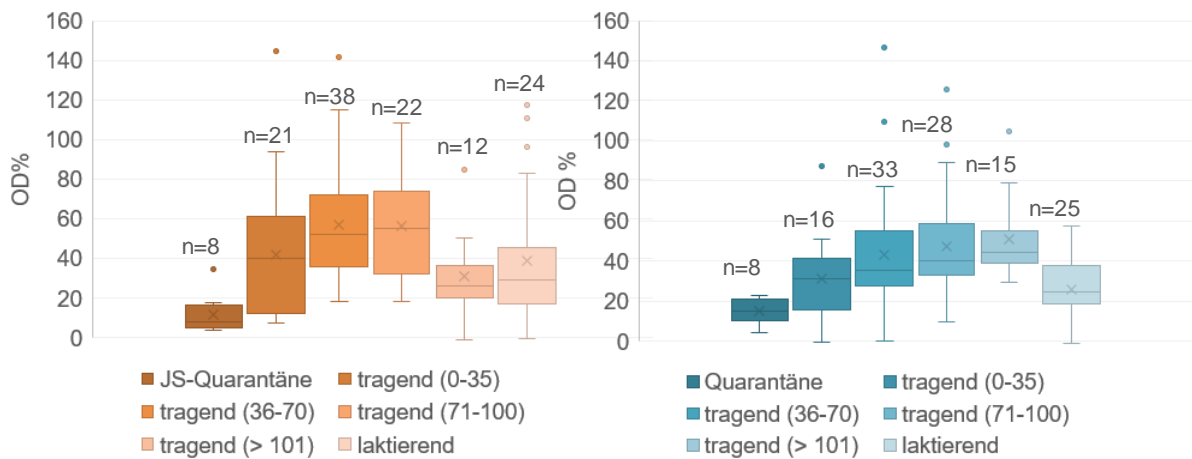 160
140
120
100
80
60
40
20
0
OD%
n=8
n=21
n=38
n=22
n=12
n=24
JS-Quarantäne
tragend (0-35)
tragend (36-70)
tragend (71-100)
tragend (> 101)
laktierend
160
140
120
100
80
60
40
20
0
OD %
n=8
n=16
n=33
n=28
n=15
n=25
Quarantäne
tragend (0-35)
tragend (36-70)
tragend (71-100)
tragend (> 101)
laktierend